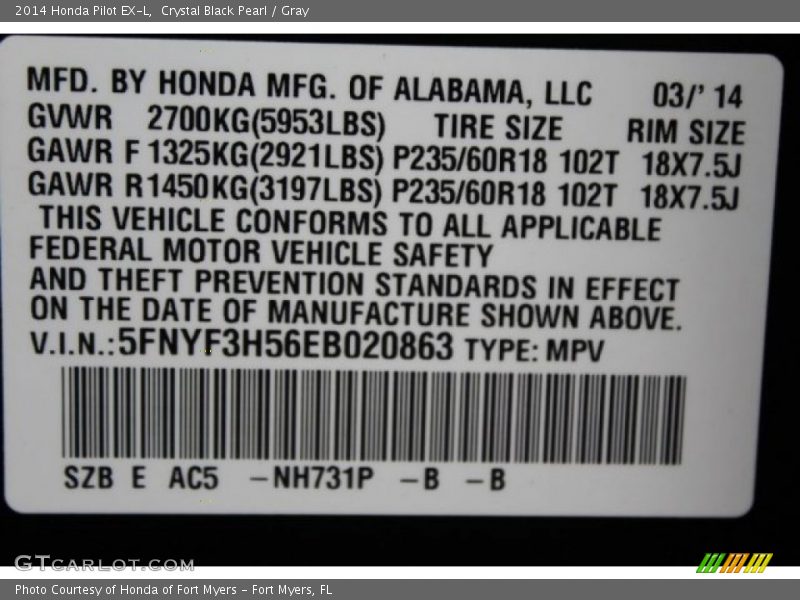 2014 Honda Pilot EX-L, Crystal Black Pearl / Gray
MFD. BY HONDA MFG. OF ALABAMA, LLC 03/' 14
GVWR 2700KG(5953LBS) TIRE SIZE RIM SIZE
GAWR F 1325KG(2921LBS) P235/60R18 102T 18X7.5J
GAWR R1450KG(3197LBS) P235/60R18 102T 18X7.5J
THIS VEHICLE CONFORMS TO ALL APPLICABLE
FEDERAL MOTOR VEHICLE SAFETY
AND THEFT PREVENTION STANDARDS IN EFFECT
ON THE DATE OF MANUFACTURE SHOWN ABOVE.
V.I.N.:5FNYF3H56EB020863 TYPE: MPV
SZB E AC5 -NH731P -B -B
GTCARLOT.COM
Photo Courtesy of Honda of Fort Myers - Fort Myers, FL